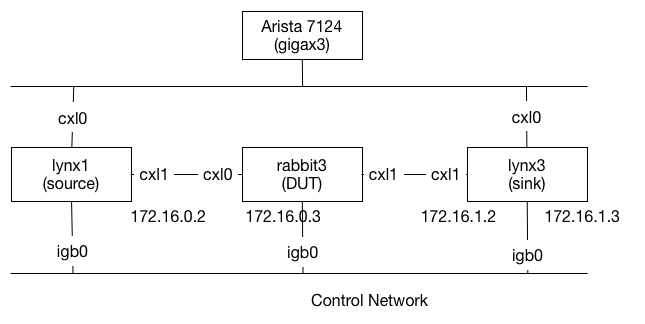 Arista 7124
(gigax3)
cxl0
cxl0
lynx1
(source)
cxl1
cxl0
rabbit3
(DUT)
cxl1
cxl1
lynx3
(sink)
172.16.0.2
172.16.0.3
172.16.1.2
172.16.1.3
igb0
igb0
igb0
Control Network